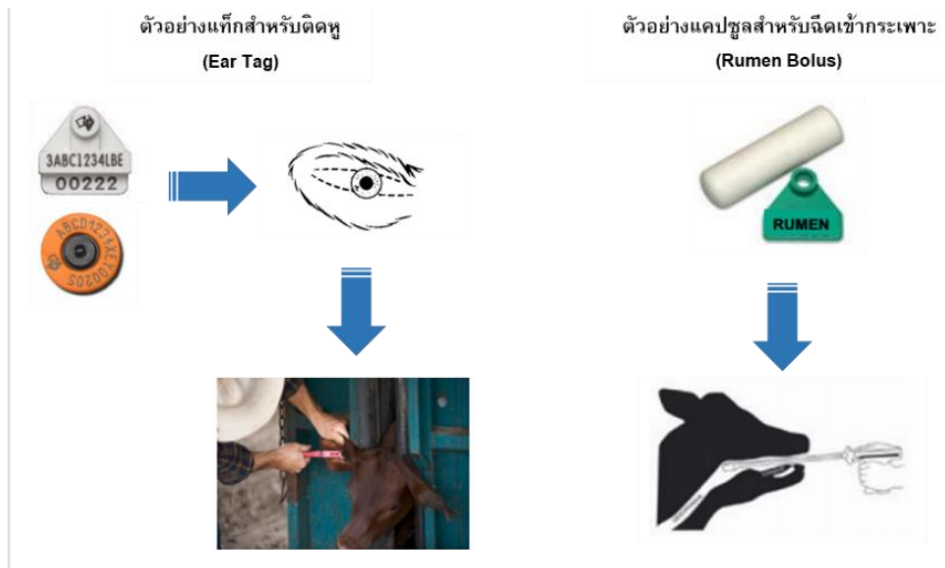 ตัวอย่างแท็กสำหรับติดหู
(Ear Tag)
3ABC1234LBE
00222
ABCD1234XEY00205
ตัวอย่างแคปซูลสำหรับฉีดเข้ากระเพาะ
(Rumen Bolus)
RUMEN